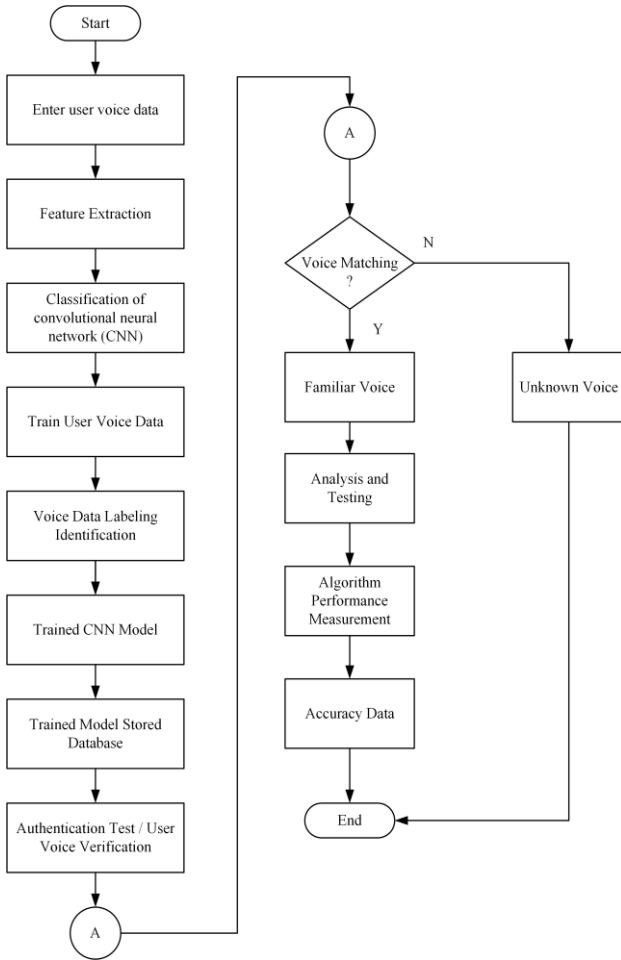 Start
Enter user voice data
Feature Extraction
Classification of
convolutional neural
network (CNN)
Train User Voice Data
Voice Data Labeling
Identification
Trained CNN Model
Trained Model Stored
Database
Authentication Test / User
Voice Verification
A
A
Voice Matching
?
N
Y
Familiar Voice
Unknown Voice
Analysis and
Testing
Algorithm
Performance
Measurement
Accuracy Data
End